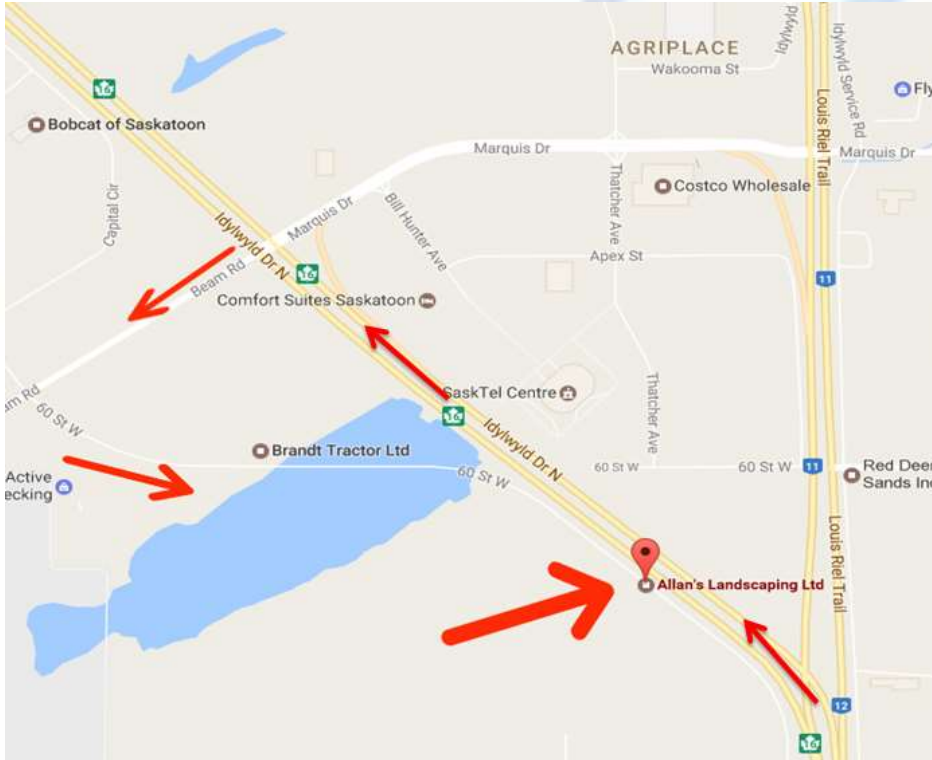 AGRIPLACE
Wakooma St
Idylwyld
Idylwyld Service Rd
Louis Riel Trail
16
Bobcat of Saskatoon
Fly
Marquis Dr
Marquis Dr
Costco Wholesale
Thatcher Ave
Capital Cir
Bill Hunter Ave
Marquis Dr
Idylwyld Dr N
Beam Rd
Apex St
16
11
Comfort Suites Saskatoon
SaskTel Centre
Thatcher Ave
am Rd
16
60 St W
Idylwyld Dr N
Brandt Tractor Ltd
60 St W
60 St W
60 St W
11
Red Deer
Sands Inc
Active
ecking
Louis Riel Trail
Allan's Landscaping Ltd
12
16